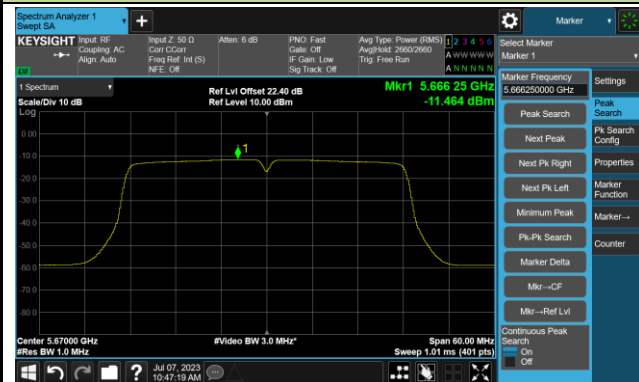 Spectrum Analyzer 1
Swept SA
Marker
KEYSIGHT
Input: RF
Coupling: AC
Align: Auto
Input Z: 50 Ω
Corr CCorr
Freq Ref: Int (S)
NFE: Off
Atten: 6 dB
PNO: Fast
Gate: Off
IF Gain: Low
Sig Track: Off
Avg Type: Power (RMS)
Avg|Hold: 2660/2660
Trig: Free Run
1 2 3 4 5 6
A W W W W W
A N N N N N
LXI
Select Marker
Marker 1
1 Spectrum
Scale/Div 10 dB
Log
Ref Lvl Offset 22.40 dB
Ref Level 10.00 dBm
Mkr1 5.666 25 GHz
-11.464 dBm
1
0.00
-10.0
-20.0
-30.0
-40.0
-50.0
-60.0
-70.0
-80.0
Center 5.67000 GHz
#Res BW 1.0 MHz
#Video BW 3.0 MHz*
Span 60.00 MHz
Sweep 1.01 ms (401 pts)
Marker Frequency
5.666250000 GHz
Peak Search
Next Peak
Next Pk Right
Next Pk Left
Minimum Peak
Pk-Pk Search
Marker Delta
Mkr→CF
Mkr→Ref Lvl
Continuous Peak
Search
On
Off
Settings
Peak
Search
Pk Search
Config
Properties
Marker
Function
Marker→
Counter
Jul 07, 2023
10:47:19 AM